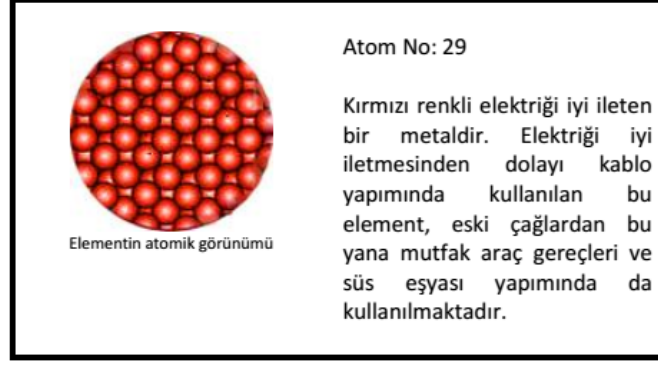 Elementin atomik görünümü
Atom No: 29
Kırmızı renkli elektriği iyi ileten
bir metaldir. Elektriği iyi
iletmesinden dolayı kablo
yapımında kullanılan bu
element, eski çağlardan bu
yana mutfak araç gereçleri ve
süs eşyası yapımında da
kullanılmaktadır.